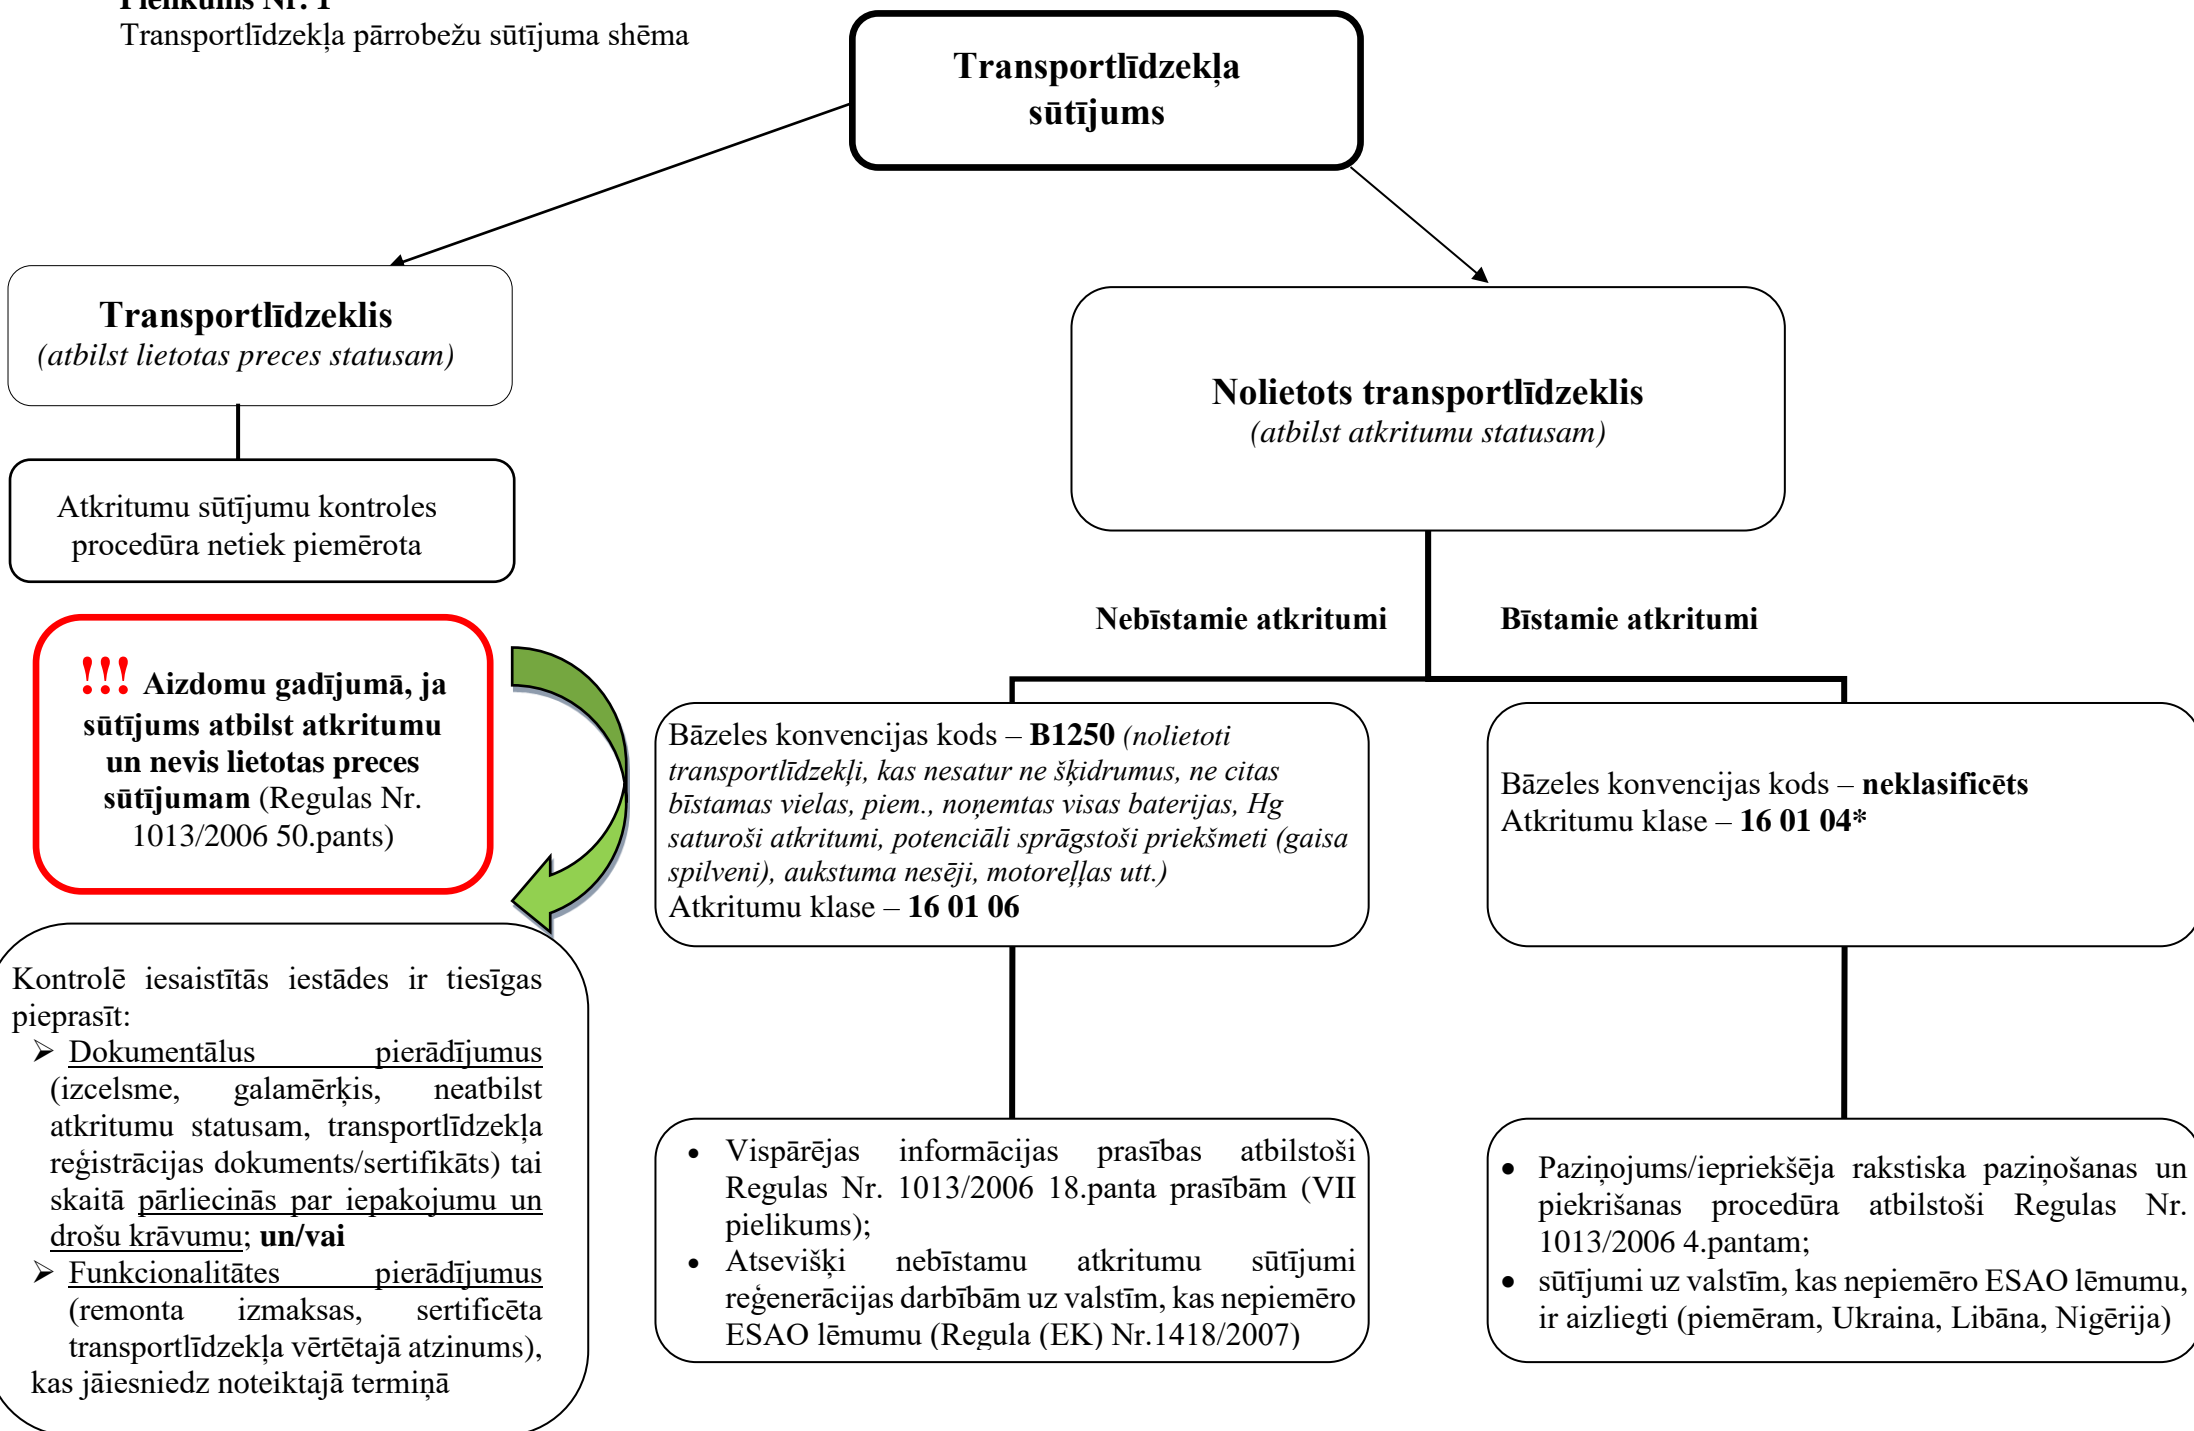 Pielikums Nr. 1
Transportlīdzekļa pārrobežu sūtījuma shēma
Transportlīdzekļa
sūtījums
Transportlīdzeklis
(atbilst lietotas preces statusam)
Nolietots transportlīdzeklis
(atbilst atkritumu statusam)
Atkritumu sūtījumu kontroles
procedūra netiek piemērota
Nebīstamie atkritumi
Bīstamie atkritumi
!!! Aizdomu gadījumā, ja
sūtījums atbilst atkritumu
un nevis lietotas preces
sūtījumam (Regulas Nr.
1013/2006 50.pants)
Bāzeles konvencijas kods – B1250 (nolietoti
transportlīdzekļi, kas nesatur ne šķidrumus, ne citas
bīstamas vielas, piem., noņemtas visas baterijas, Hg
saturoši atkritumi, potenciāli sprāgstoši priekšmeti (gaisa
spilveni), aukstuma nesēji, motoreļļas utt.)
Atkritumu klase – 16 01 06
Bāzeles konvencijas kods – neklasificēts
Atkritumu klase – 16 01 04*
Kontrolē iesaistītās iestādes ir tiesīgas
pieprasīt:
➢ Dokumentālus pierādījumus
(izcelsme, galamērķis, neatbilst
atkritumu statusam, transportlīdzekļa
reģistrācijas dokuments/sertifikāts) tai
skaitā pārliecinās par iepakojumu un
drošu krāvumu; un/vai
➢ Funkcionalitātes pierādījumus
(remonta izmaksas, sertificēta
transportlīdzekļa vērtētajā atzinums),
kas jāiesniedz noteiktajā termiņā
• Vispārējas informācijas prasības atbilstoši
Regulas Nr. 1013/2006 18.panta prasībām (VII
pielikums);
• Atsevišķi nebīstamu atkritumu sūtījumi
reģenerācijas darbībām uz valstīm, kas nepiemēro
ESAO lēmumu (Regula (EK) Nr.1418/2007)
• Paziņojums/iepriekšēja rakstiska paziņošanas un
piekrišanas procedūra atbilstoši Regulas Nr.
1013/2006 4.pantam;
• sūtījumi uz valstīm, kas nepiemēro ESAO lēmumu,
ir aizliegti (piemēram, Ukraina, Libāna, Nigērija)